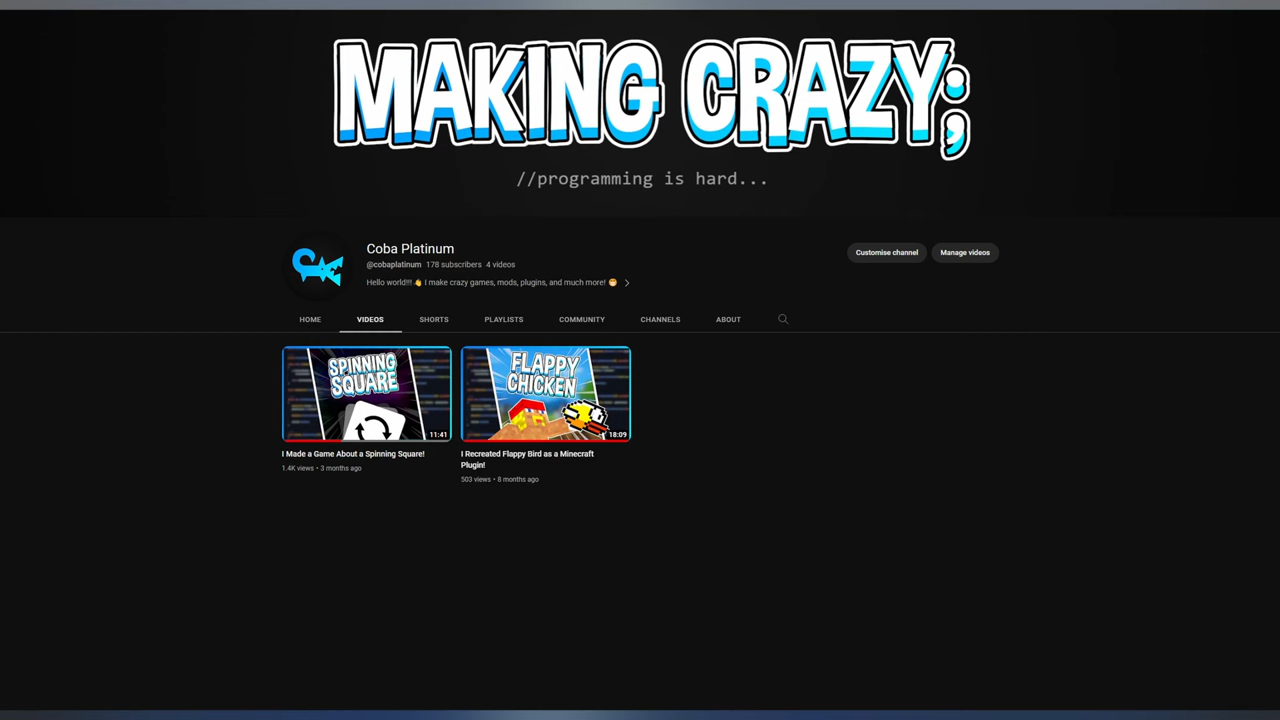 MAKING CRAZY;
//programming is hard...
Coba Platinum
@cobaplatinum 178 subscribers 4 videos
Hello world!!! 👋 I make crazy games, mods, plugins, and much more! 😁
Customise channel Manage videos
HOME VIDEOS SHORTS PLAYLISTS COMMUNITY CHANNELS ABOUT
SPINNING
SQUARE
11:41
I Made a Game About a Spinning Square!
1.4K views • 3 months ago
FLAPPY
CHICKEN
18:09
I Recreated Flappy Bird as a Minecraft
Plugin!
503 views • 8 months ago